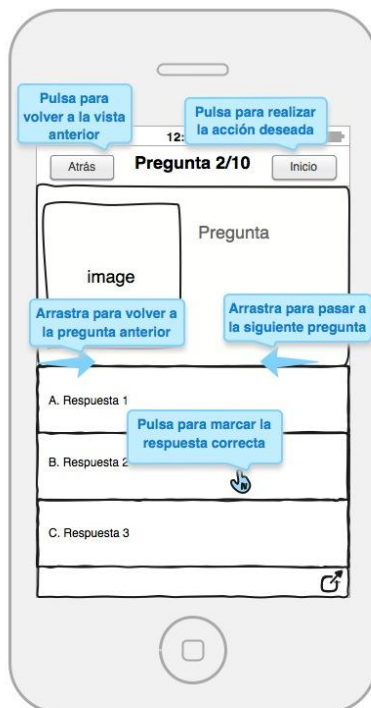 Pulsa para
volver a la vista
anterior
Pulsa para realizar
la acción deseada
12:
Atrás
Pregunta 2/10
Inicio
Pregunta
image
Arrastra para volver a
la pregunta anterior
Arrastra para pasar a
la siguiente pregunta
A. Respuesta 1
Pulsa para marcar la
respuesta correcta
B. Respuesta 2
C. Respuesta 3